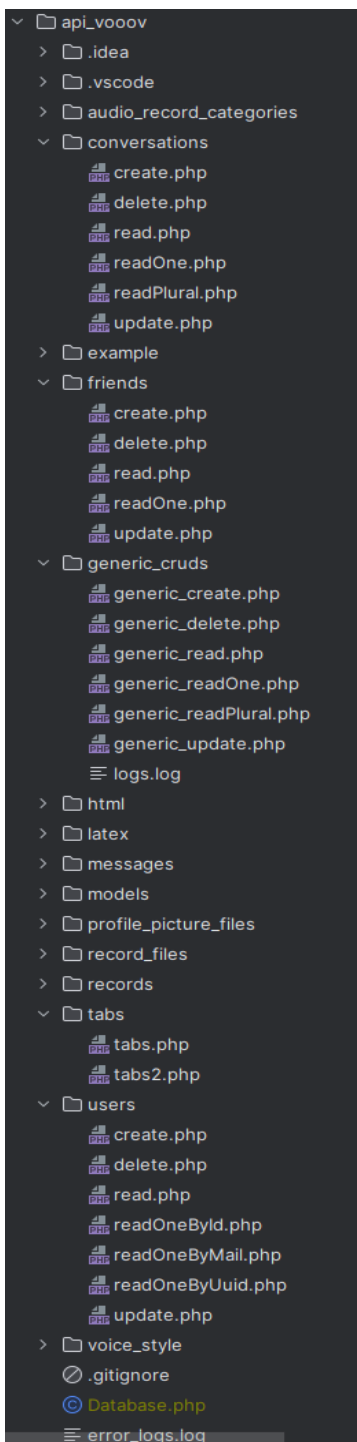 api_vooov
.idea
.vscode
audio_record_categories
conversations
create.php
delete.php
read.php
readOne.php
readPlural.php
update.php
example
friends
create.php
delete.php
read.php
readOne.php
update.php
generic_cruds
generic_create.php
generic_delete.php
generic_read.php
generic_readOne.php
generic_readPlural.php
generic_update.php
logs.log
html
latex
messages
models
profile_picture_files
record_files
records
tabs
tabs.php
tabs2.php
users
create.php
delete.php
read.php
readOneById.php
readOneByMail.php
readOneByUuid.php
update.php
voice_style
.gitignore
Database.php
error_logs.log